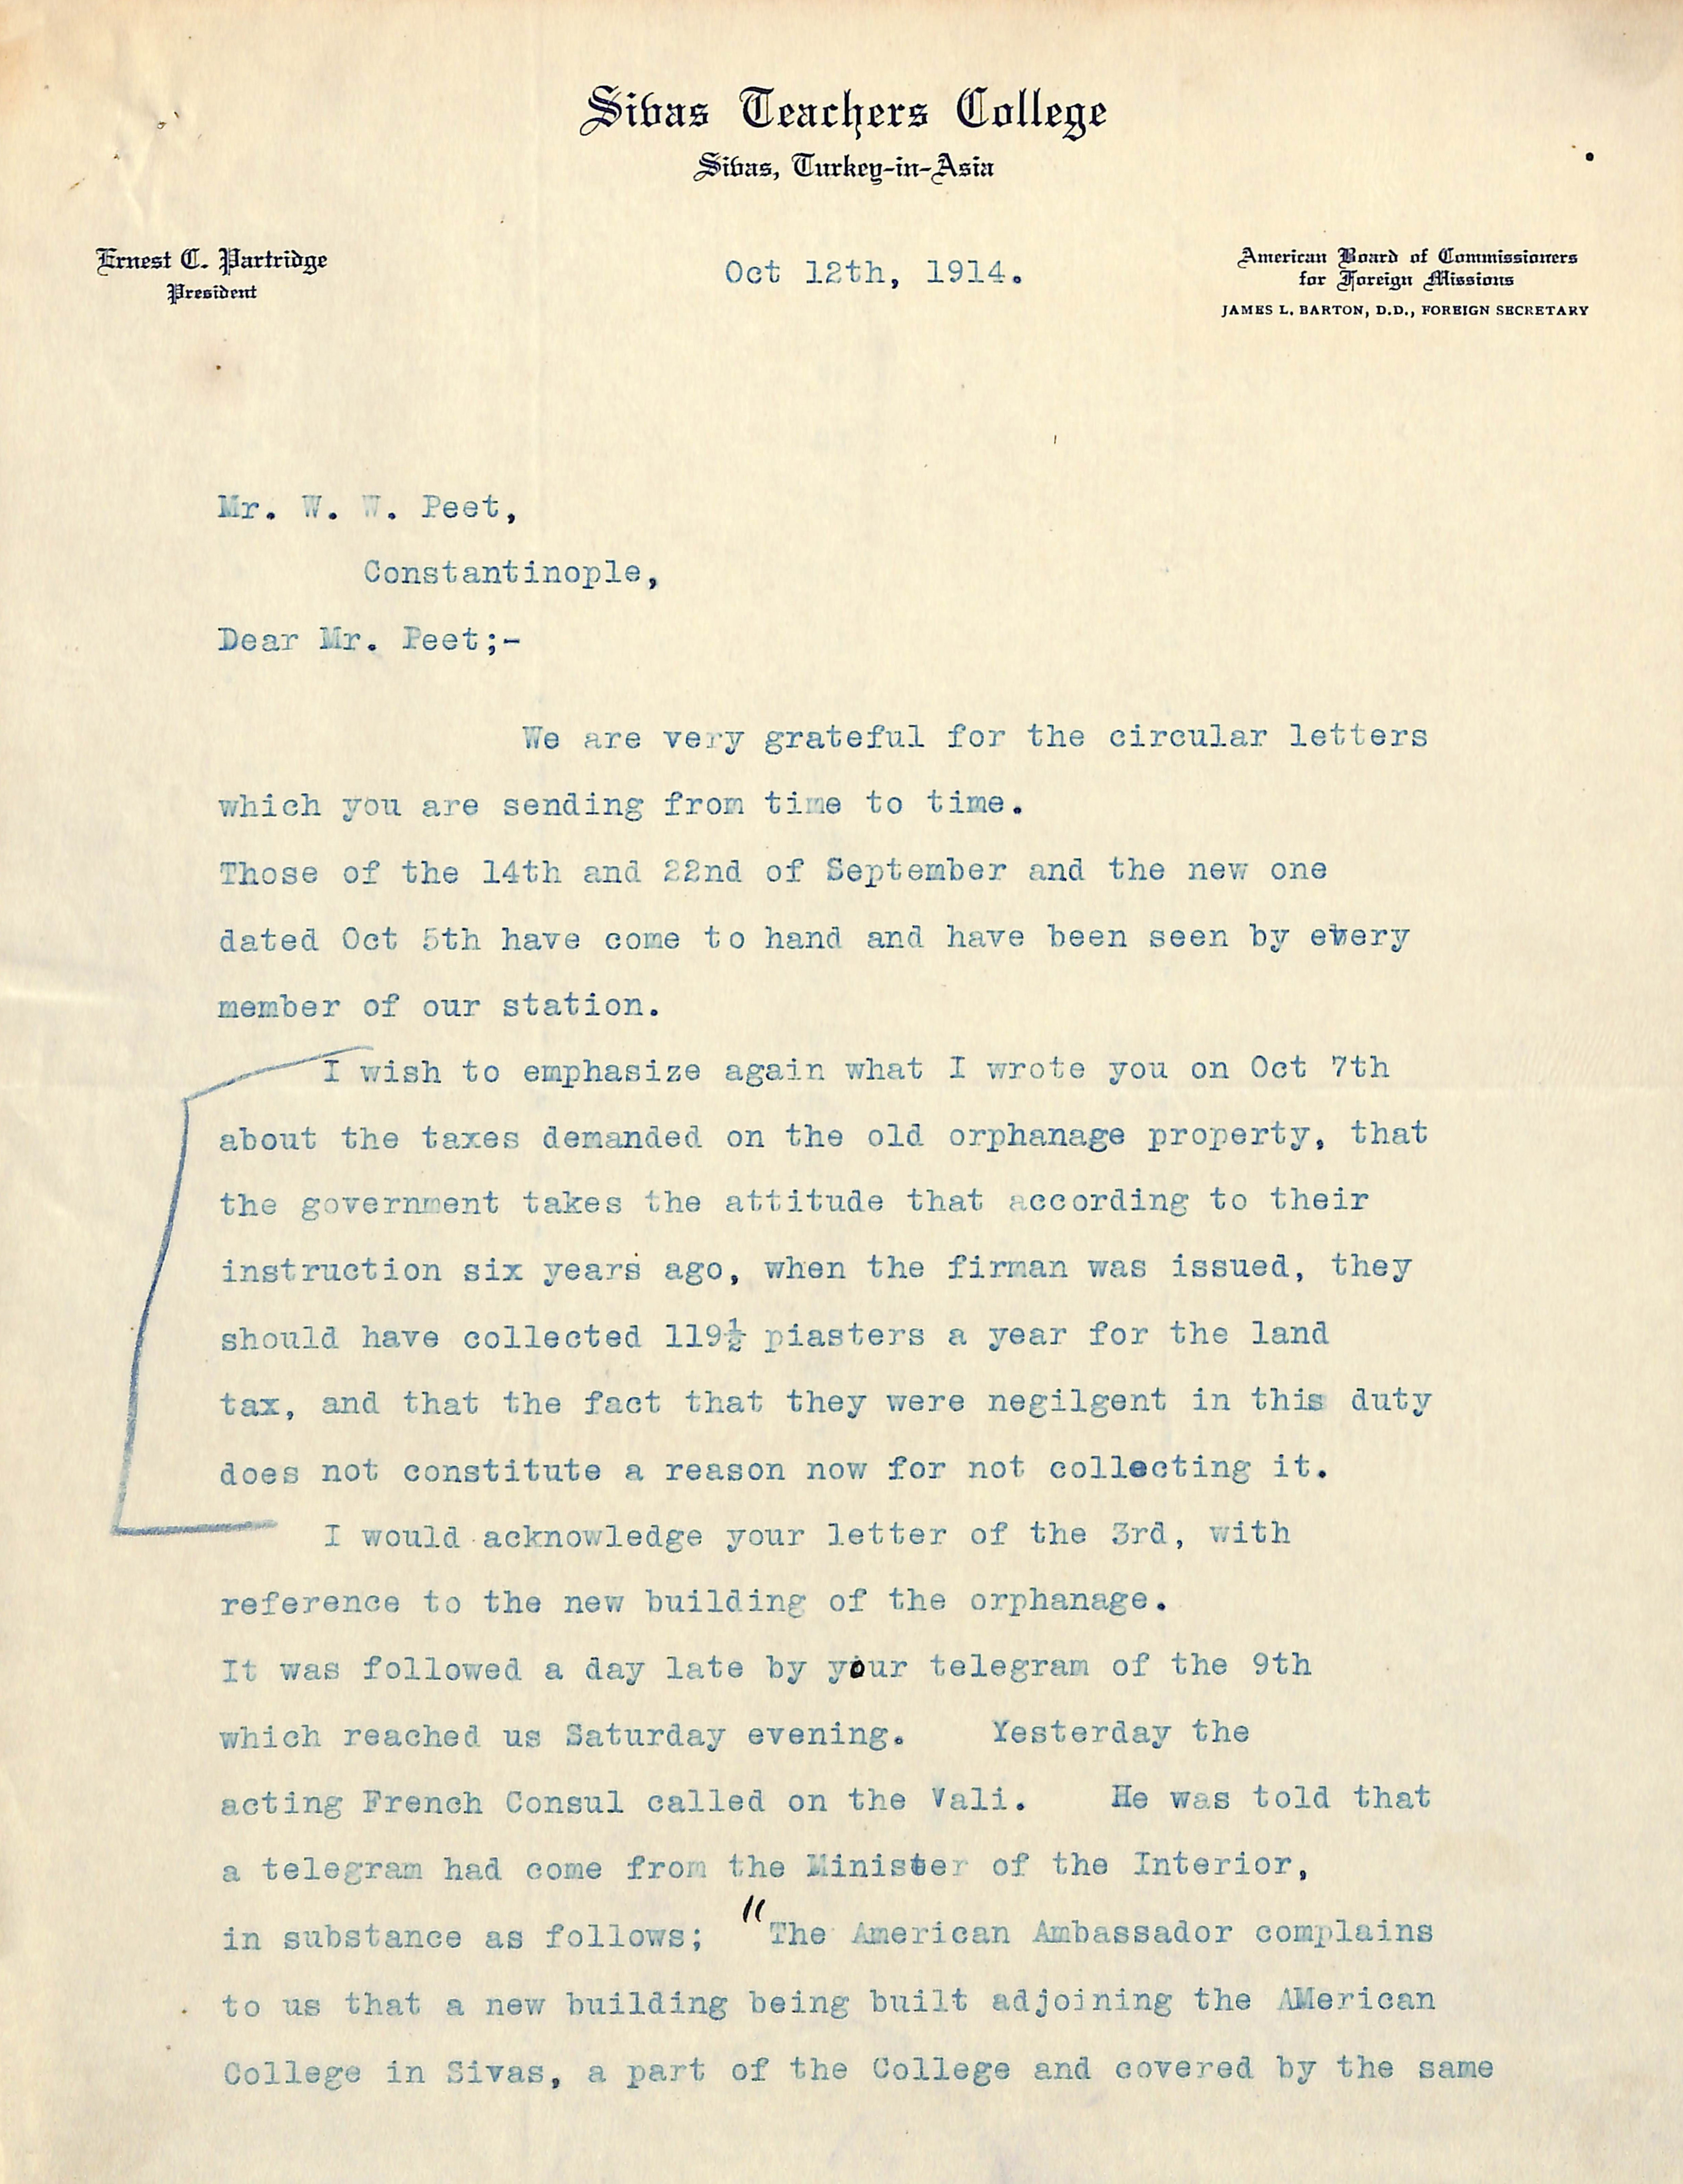 Sivas Teachers College
Sivas, Turkey-in-Asia
Ernest C. Partridge
President
Oct 12th, 1914.
American Board of Commissioners
for Foreign Missions
JAMES L. BARTON, D.D., FOREIGN SECRETARY
Mr. W. W. Peet,
Constantinople,
Dear Mr. Peet;-
We are very grateful for the circular letters
which you are sending from time to time.
Those of the 14th and 22nd of September and the new one
dated Oct 5th have come to hand and have been seen by every
member of our station.
I wish to emphasize again what I wrote you on Oct 7th
about the taxes demanded on the old orphanage property, that
the government takes the attitude that according to their
instruction six years ago, when the firman was issued, they
should have collected 119½ piasters a year for the land
tax, and that the fact that they were negilgent in this duty
does not constitute a reason now for not collecting it.
I would acknowledge your letter of the 3rd, with
reference to the new building of the orphanage.
It was followed a day late by your telegram of the 9th
which reached us Saturday evening. Yesterday the
acting French Consul called on the Vali. He was told that
a telegram had come from the Minister of the Interior,
in substance as follows; "The American Ambassador complains
to us that a new building being built adjoining the AMerican
College in Sivas, a part of the College and covered by the same